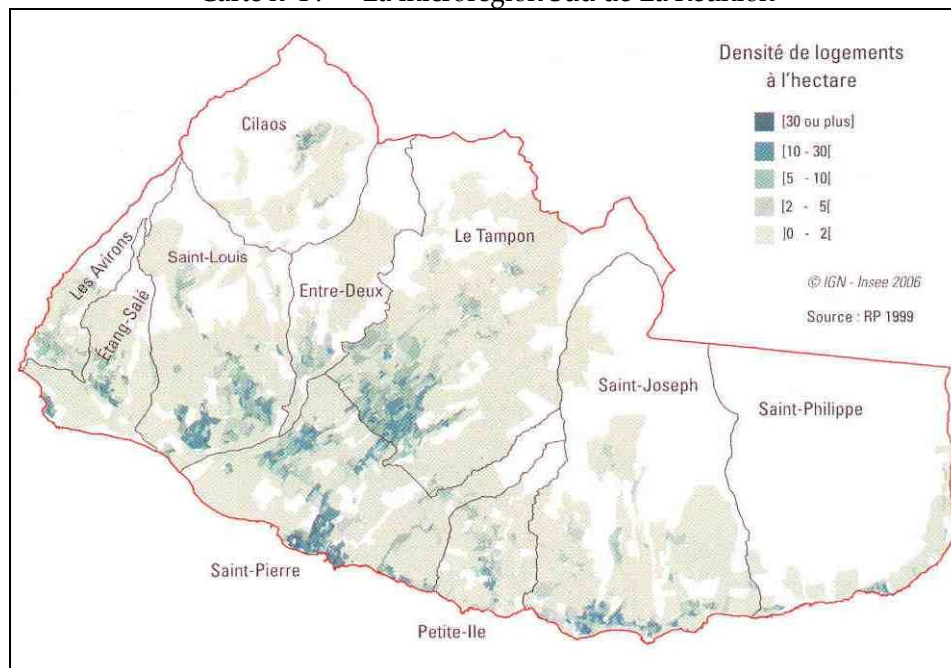 Densité de logements
à l'hectare
[30 ou plus]
[10 - 30[
[5 - 10[
[2 - 5[
]0 - 2[
© IGN - Insee 2006
Source : RP 1999
Cilaos
Les Avirons
Étang-Salé
Saint-Louis
Entre-Deux
Le Tampon
Saint-Joseph
Saint-Philippe
Saint-Pierre
Petite-Ile